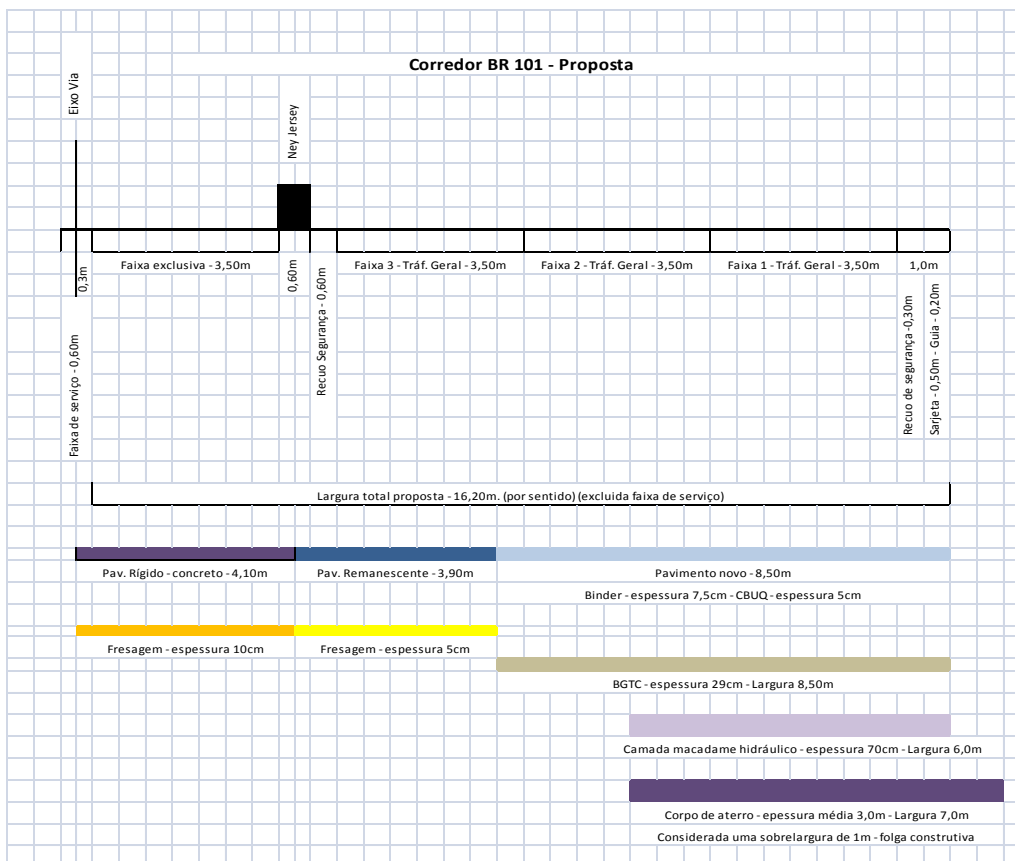 Corredor BR 101 - Proposta
Eixo Via
Ney Jersey
Faixa exclusiva - 3,50m
Faixa 3 - Tráf. Geral - 3,50m
Faixa 2 - Tráf. Geral - 3,50m
Faixa 1 - Tráf. Geral - 3,50m
1,0m
0,3m
0,60m
Recuo Segurança - 0,60m
Faixa de serviço - 0,60m
Recuo de segurança -0,30m
Sarjeta - 0,50m - Guia - 0,20m
Largura total proposta - 16,20m. (por sentido) (excluida faixa de serviço)
Pav. Rígido - concreto - 4,10m
Pav. Remanescente - 3,90m
Pavimento novo - 8,50m
Binder - espessura 7,5cm - CBUQ - espessura 5cm
Fresagem - espessura 10cm
Fresagem - espessura 5cm
BGTC - espessura 29cm - Largura 8,50m
Camada macadame hidráulico - espessura 70cm - Largura 6,0m
Corpo de aterro - epessura média 3,0m - Largura 7,0m
Considerada uma sobrelargura de 1m - folga construtiva